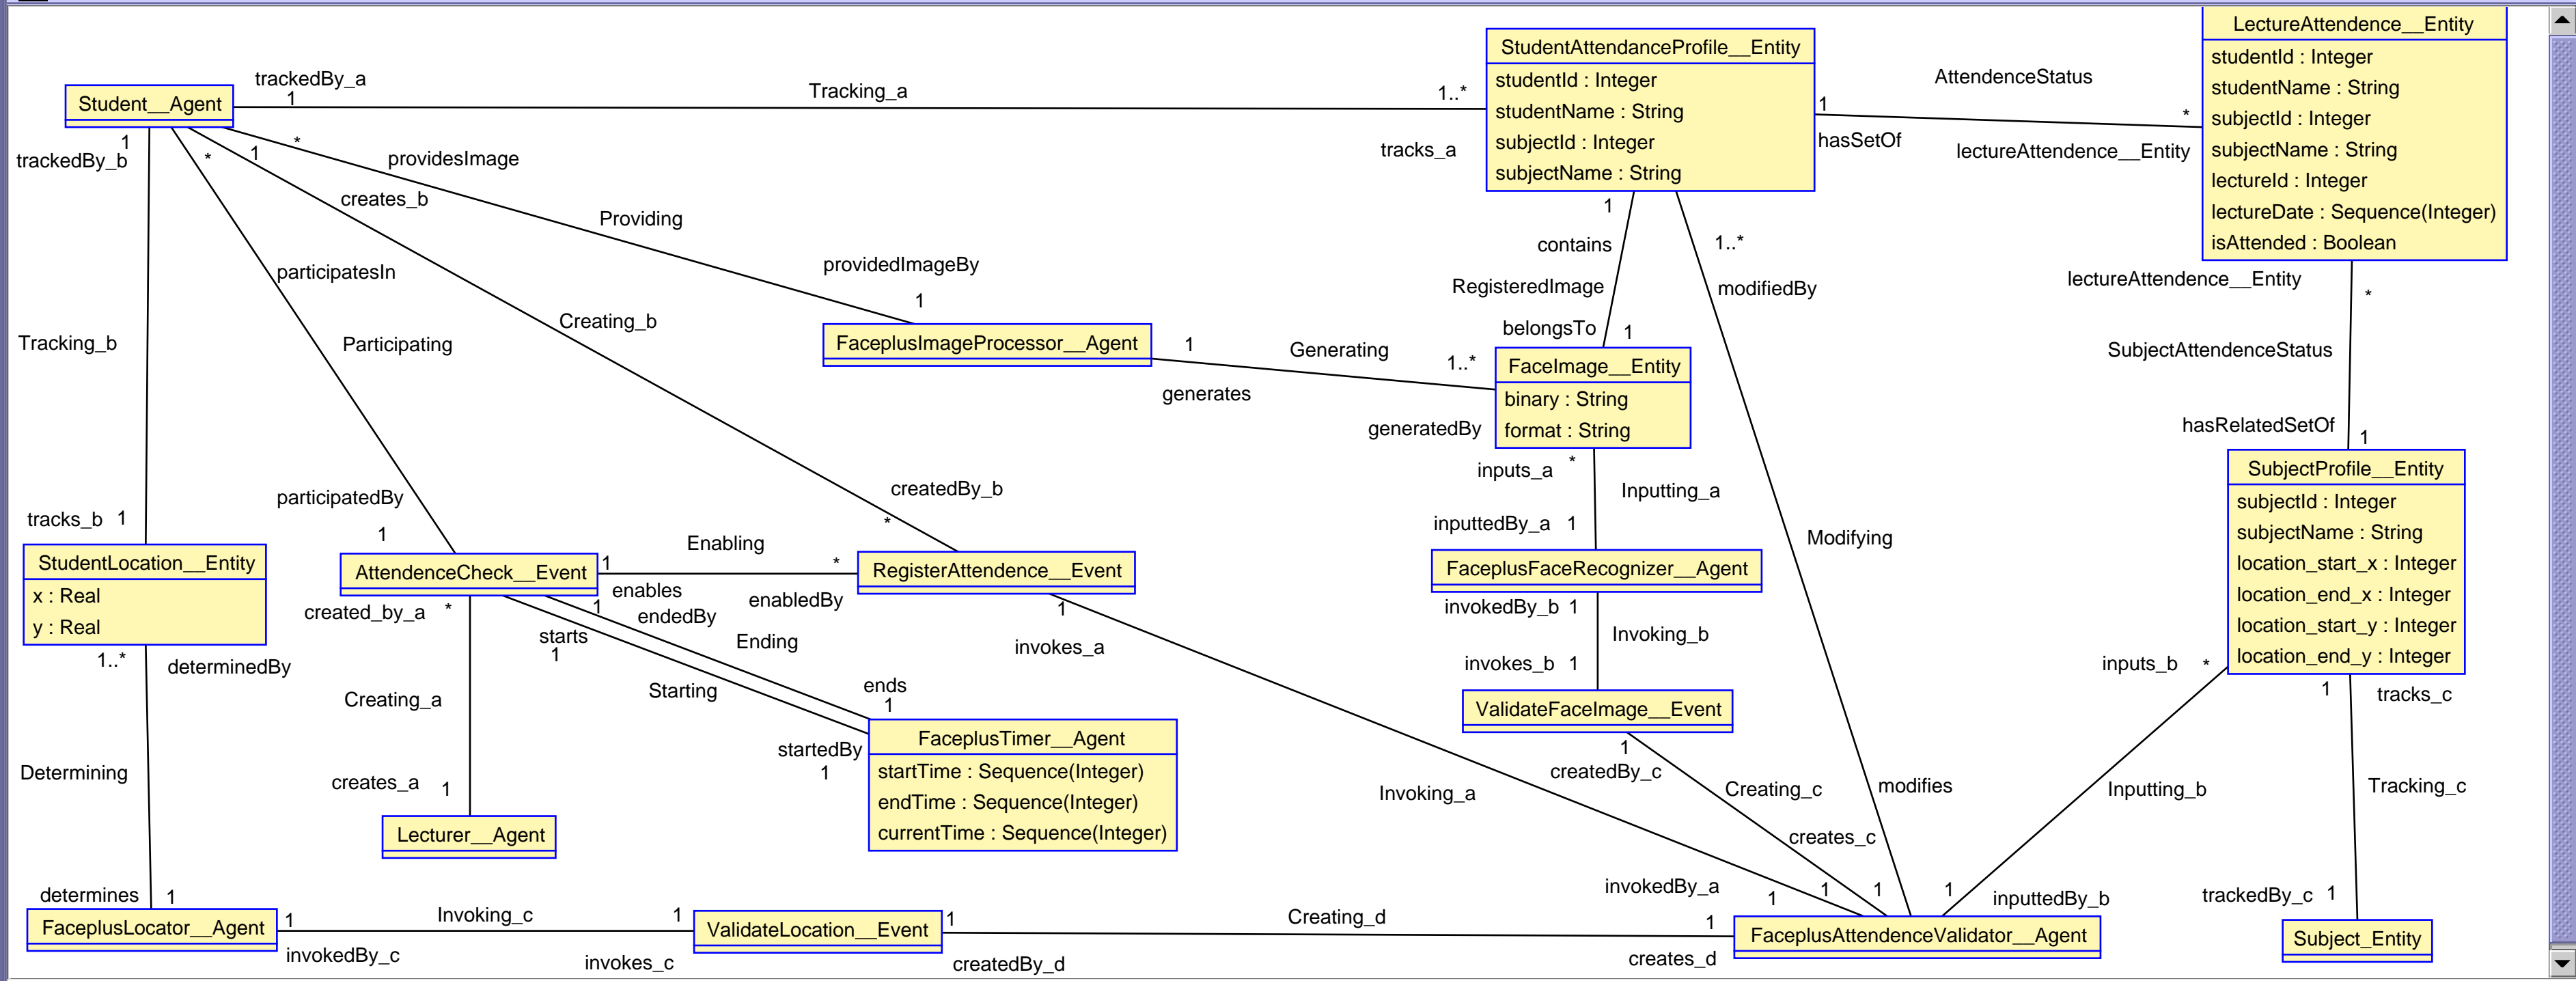 LectureAttendence__Entity
studentId : Integer
studentName : String
subjectId : Integer
subjectName : String
lectureId : Integer
lectureDate : Sequence(Integer)
isAttended : Boolean
StudentAttendanceProfile__Entity
studentId : Integer
studentName : String
subjectId : Integer
subjectName : String
AttendenceStatus
1
*
hasSetOf
lectureAttendence__Entity
trackedBy_a
1
Student__Agent
Tracking_a
1..*
tracks_a
1
trackedBy_b
*
1
*
providesImage
creates_b
Providing
providedImageBy
1
participatesIn
Creating_b
Participating
Tracking_b
FaceplusImageProcessor__Agent
1
Generating
1..*
generates
generatedBy
1
contains
RegisteredImage
belongsTo
1
1..*
modifiedBy
FaceImage__Entity
binary : String
format : String
lectureAttendence__Entity
*
SubjectAttendenceStatus
hasRelatedSetOf
1
SubjectProfile__Entity
subjectId : Integer
subjectName : String
location_start_x : Integer
location_end_x : Integer
location_start_y : Integer
location_end_y : Integer
inputs_a
*
Inputting_a
inputtedBy_a
1
Modifying
participatedBy
1
createdBy_b
*
tracks_b
1
StudentLocation__Entity
x : Real
y : Real
AttendenceCheck__Event
1
Enabling
*
enables
enabledBy
RegisterAttendence__Event
FaceplusFaceRecognizer__Agent
invokedBy_b
1
Invoking_b
invokes_b
1
ValidateFaceImage__Event
created_by_a
*
1
endedBy
starts
1
Ending
Starting
ends
1
startedBy
1
1
invokes_a
1..*
determinedBy
Creating_a
creates_a
1
FaceplusTimer__Agent
startTime : Sequence(Integer)
endTime : Sequence(Integer)
currentTime : Sequence(Integer)
Lecturer__Agent
Determining
determines
1
1
createdBy_c
Creating_c
Invoking_a
modifies
creates_c
inputs_b
*
Inputting_b
1
tracks_c
Tracking_c
trackedBy_c
1
invokedBy_a
1
1
1
1
inputtedBy_b
FaceplusLocator__Agent
1
Invoking_c
1
invokedBy_c
invokes_c
ValidateLocation__Event
1
Creating_d
1
createdBy_d
creates_d
FaceplusAttendenceValidator__Agent
Subject_Entity